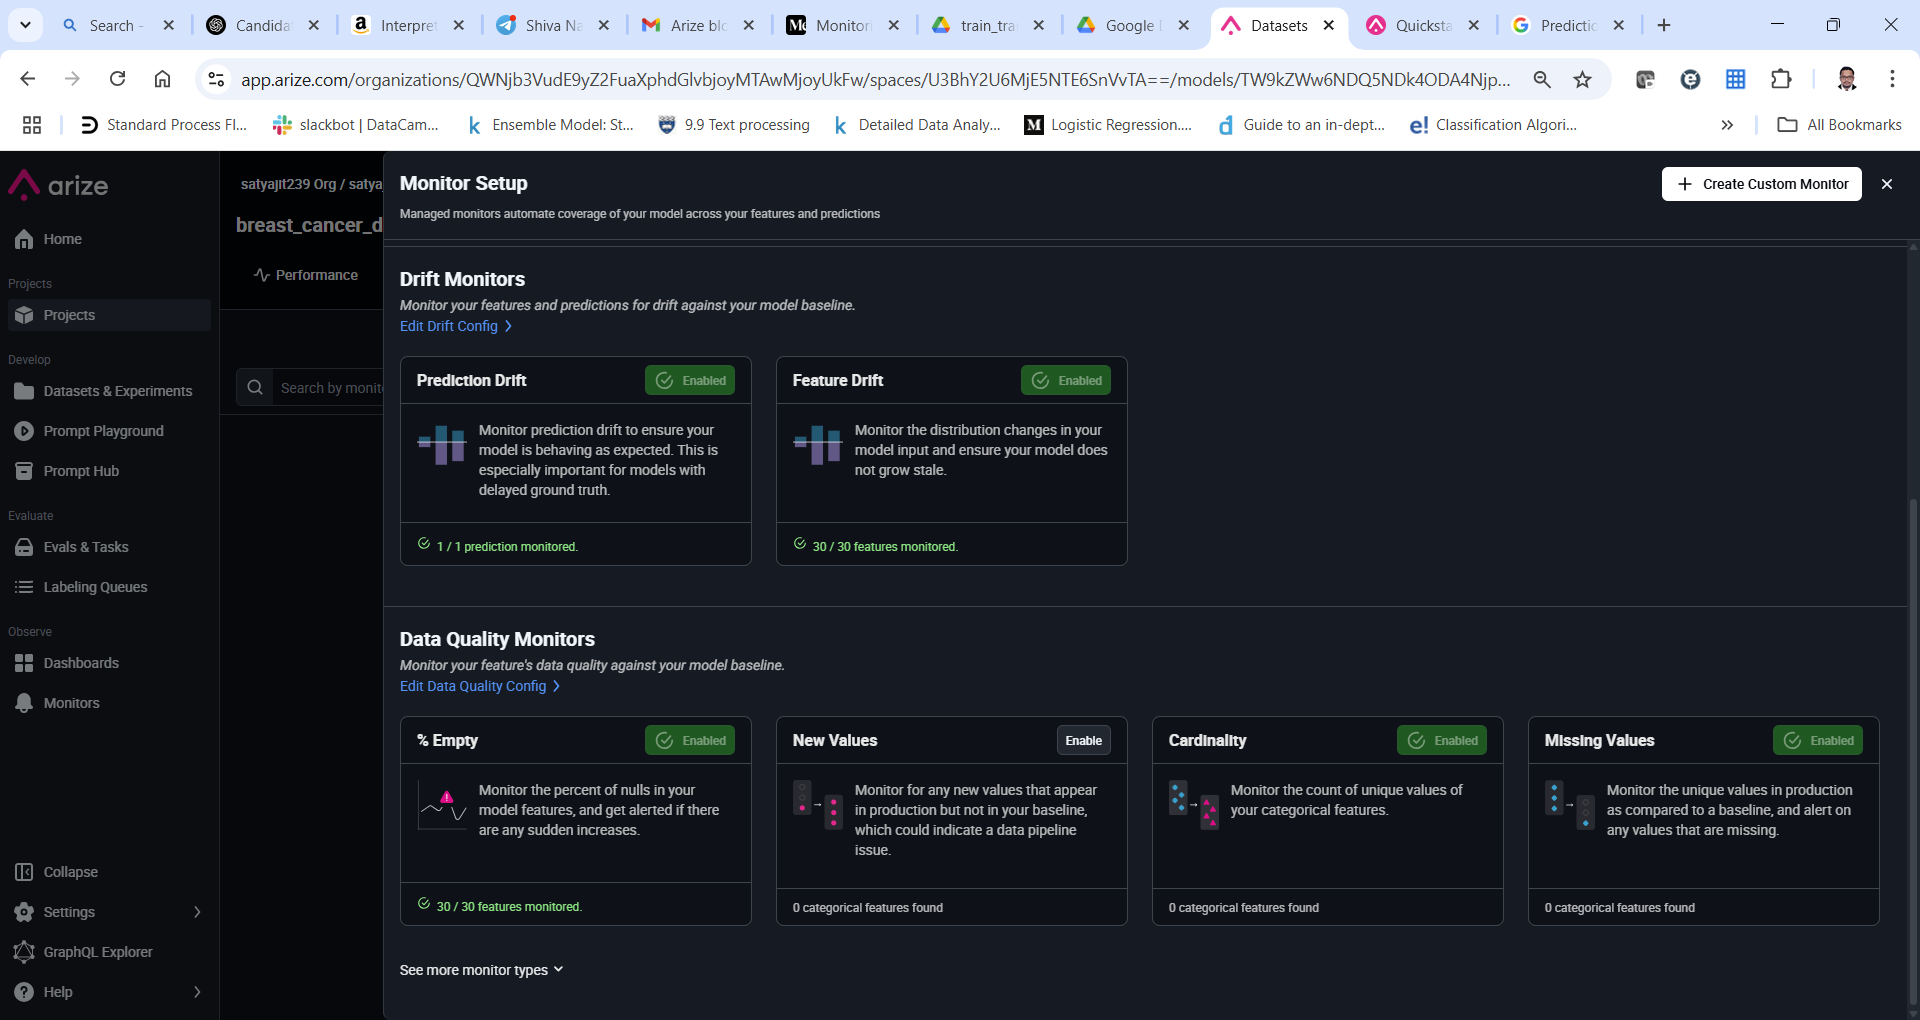 Search -
Candida
Interpret
Shiva Na
Arize blo
Monitori
train_tra
Google D
Datasets
Quicksta
Predictio
app.arize.com/organizations/QWNjb3VudE9yZ2FuaXphdGlvbjoyMTAwMjoyUkFw/spaces/U3BhY2U6MjE5NTE6SnVvTA==/models/TW9kZWw6NDQ5NDk4ODA4Njp...
Standard Process Fl...
slackbot | DataCam...
Ensemble Model: St...
9.9 Text processing
Detailed Data Analy...
Logistic Regression....
Guide to an in-dept...
Classification Algori...
All Bookmarks
arize
Home
Projects
Projects
Develop
Datasets & Experiments
Prompt Playground
Prompt Hub
Evaluate
Evals & Tasks
Labeling Queues
Observe
Dashboards
Monitors
Collapse
Settings
GraphQL Explorer
Help
satyajit239 Org / satyaj
breast_cancer_d
Performance
Search by monito
Monitor Setup
Managed monitors automate coverage of your model across your features and predictions
Create Custom Monitor
Drift Monitors
Monitor your features and predictions for drift against your model baseline.
Edit Drift Config
Prediction Drift
Enabled
Monitor prediction drift to ensure your
model is behaving as expected. This is
especially important for models with
delayed ground truth.
1 / 1 prediction monitored.
Feature Drift
Enabled
Monitor the distribution changes in your
model input and ensure your model does
not grow stale.
30 / 30 features monitored.
Data Quality Monitors
Monitor your feature's data quality against your model baseline.
Edit Data Quality Config
% Empty
Enabled
Monitor the percent of nulls in your
model features, and get alerted if there
are any sudden increases.
30 / 30 features monitored.
New Values
Enable
Monitor for any new values that appear
in production but not in your baseline,
which could indicate a data pipeline
issue.
0 categorical features found
Cardinality
Enabled
Monitor the count of unique values of
your categorical features.
0 categorical features found
Missing Values
Enabled
Monitor the unique values in production
as compared to a baseline, and alert on
any values that are missing.
0 categorical features found
See more monitor types